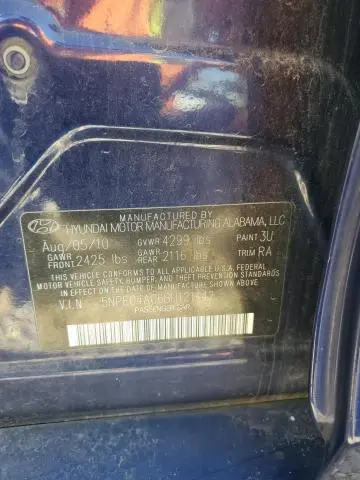 MANUFACTURED BY
HYUNDAI MOTOR MANUFACTURING ALABAMA, LLC
Aug/05/10 GVWR 4299 lbs PAINT 3U
GAWR FRONT 2425 lbs GAWR REAR 2116 lbs TRIM RA
THIS VEHICLE CONFORMS TO ALL APPLICABLE U.S.A. FEDERAL
MOTOR VEHICLE SAFETY, BUMPER, AND THEFT PREVENTION STANDARDS
IN EFFECT ON THE DATE OF MANUFACTURE SHOWN ABOVE.
V.I.N.
PASSENGER CAR